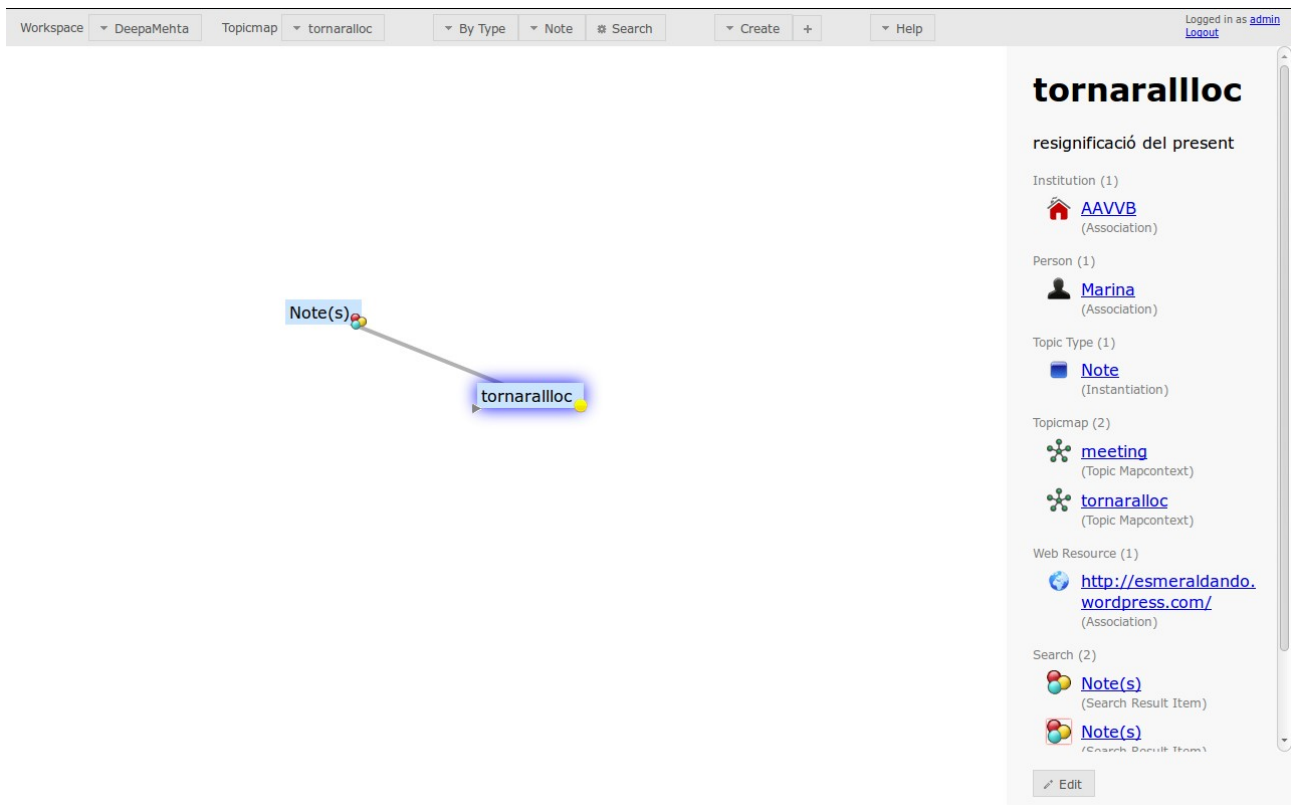 Workspace DeepaMehta Topicmap tornaralloc By Type Note Search Create + Help Logged in as admin
Logout
Note(s)
tornarallloc
tornarallloc
resignificació del present
Institution (1)
AAVVB
(Association)
Person (1)
Marina
(Association)
Topic Type (1)
Note
(Instantiation)
Topicmap (2)
meeting
(Topic Mapcontext)
tornaralloc
(Topic Mapcontext)
Web Resource (1)
http://esmeraldando.
wordpress.com/
(Association)
Search (2)
Note(s)
(Search Result Item)
Note(s)
(Search Result Item)
Edit